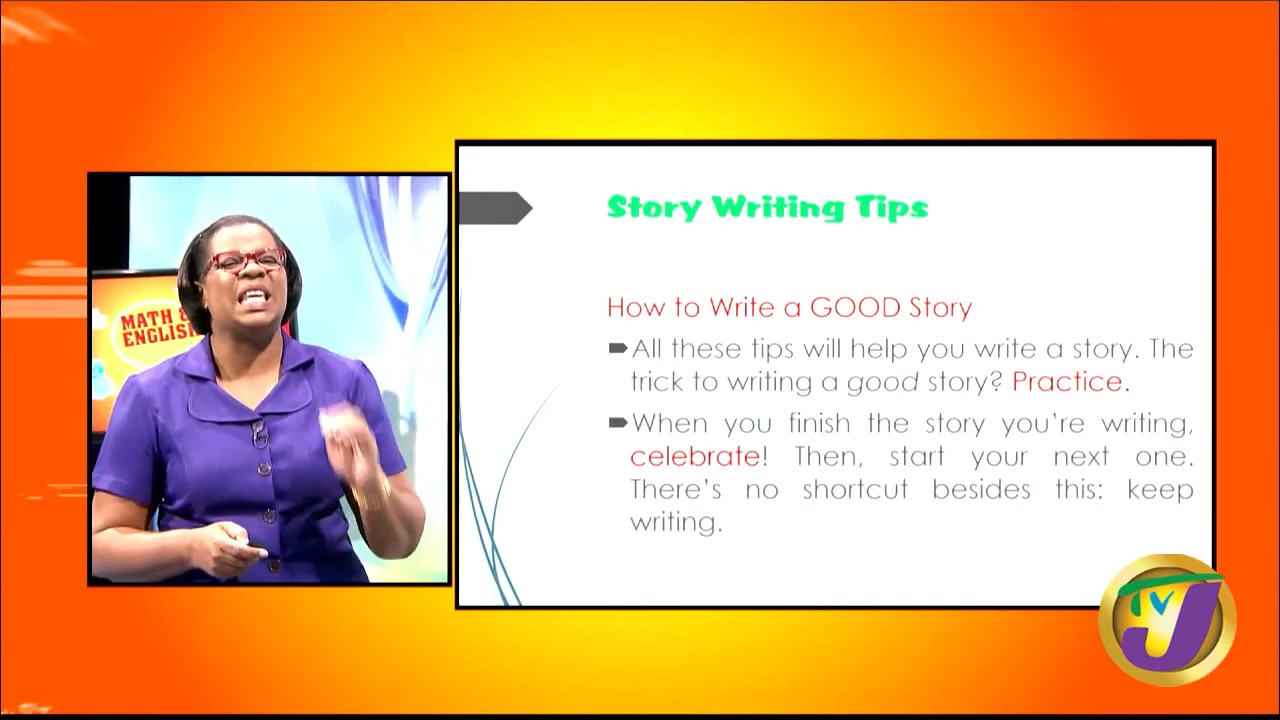 MATH &
ENGLISH
Story Writing Tips
How to Write a GOOD Story
All these tips will help you write a story. The
trick to writing a good story? Practice.
When you finish the story you're writing,
celebrate! Then, start your next one.
There's no shortcut besides this: keep
writing.
TVJ